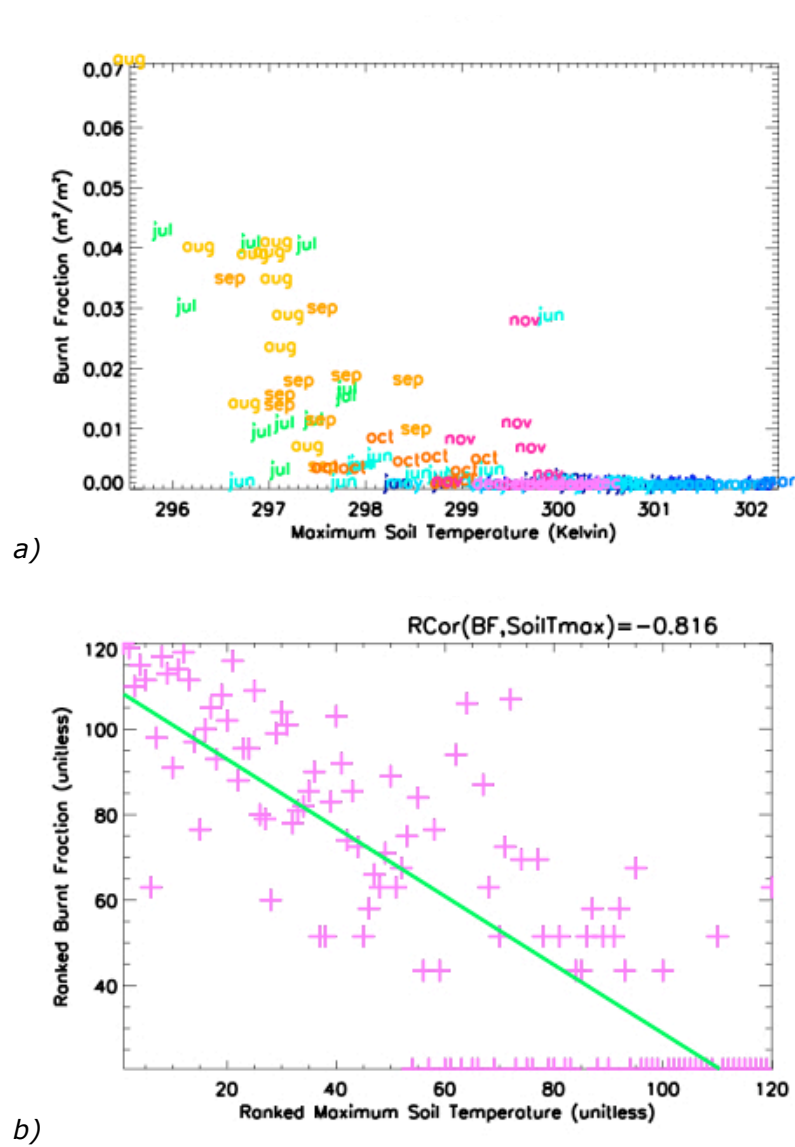 aug
0.07
0.06
0.05
jul jul aug jul
aug aug aug
0.04
sep aug
jul sep
0.03
aug nov jun
aug
0.02
sep sep sep
jul
sep jul
aug sep
jul sep nov
0.01
jul sep
oct nov
aug jun oct oct nov
jul sep oct oct jun
jun jun nov nov
0.00
296 297 298 299 300 301 302
Maximum Soil Temperature (Kelvin)
Burnt Fraction (m²/m²)
a)
RCor(BF,SoilTmax)=−0.816
120
100
80
60
40
20 40 60 80 100 120
Ranked Maximum Soil Temperature (unitless)
Ranked Burnt Fraction (unitless)
b)